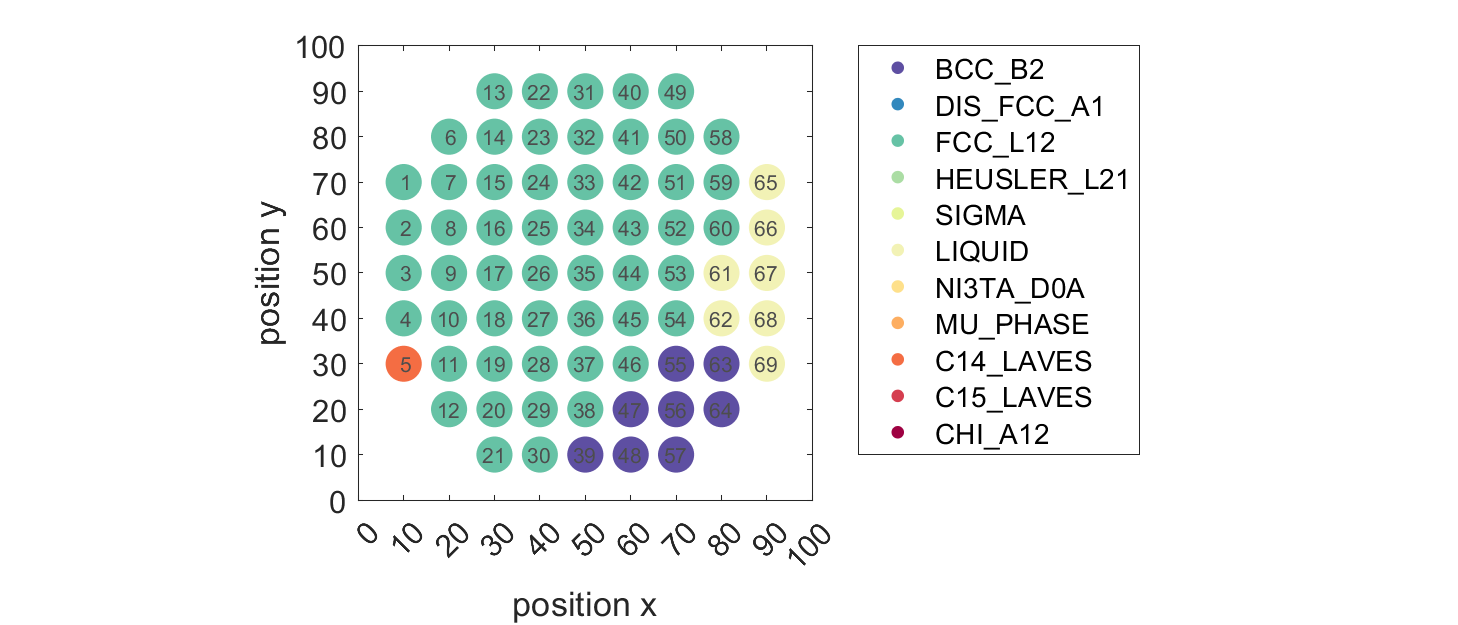 100
BCC_B2
90
13 22 31 40 49
DIS_FCC_A1
80
6 14 23 32 41 50 58
FCC_L12
70
1 7 15 24 33 42 51 59 65
HEUSLER_L21
SIGMA
60
2 8 16 25 34 43 52 60 66
LIQUID
50
3 9 17 26 35 44 53 61 67
NI3TA_D0A
40
4 10 18 27 36 45 54 62 68
MU_PHASE
30
5 11 19 28 37 46 55 63 69
C14_LAVES
20
12 20 29 38 47 56 64
C15_LAVES
CHI_A12
10
21 30 39 48 57
0
position y
0 10 20 30 40 50 60 70 80 90 100
position x